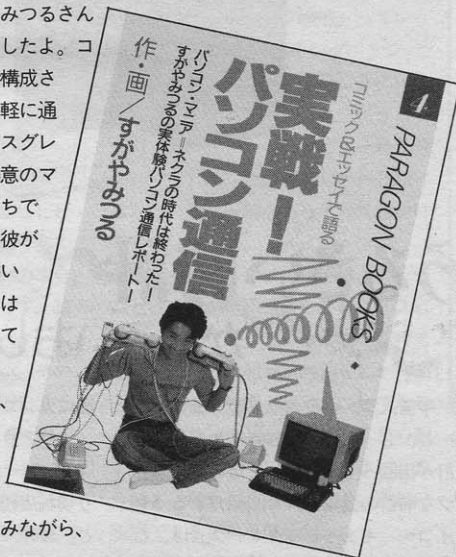 みつるさん
したよ。コ
構成さ
軽に通
スグレ
意のマ
ちで
彼が
い
は
て
、
みながら、
4
PARAGON BOOKS
コミック&エッセイで語る
実戦!
パソコン通信
パソコン・マニア=ネクラの時代は終わった!
すがやみつるの実体験パソコン通信レポート!
作・画/すがやみつる